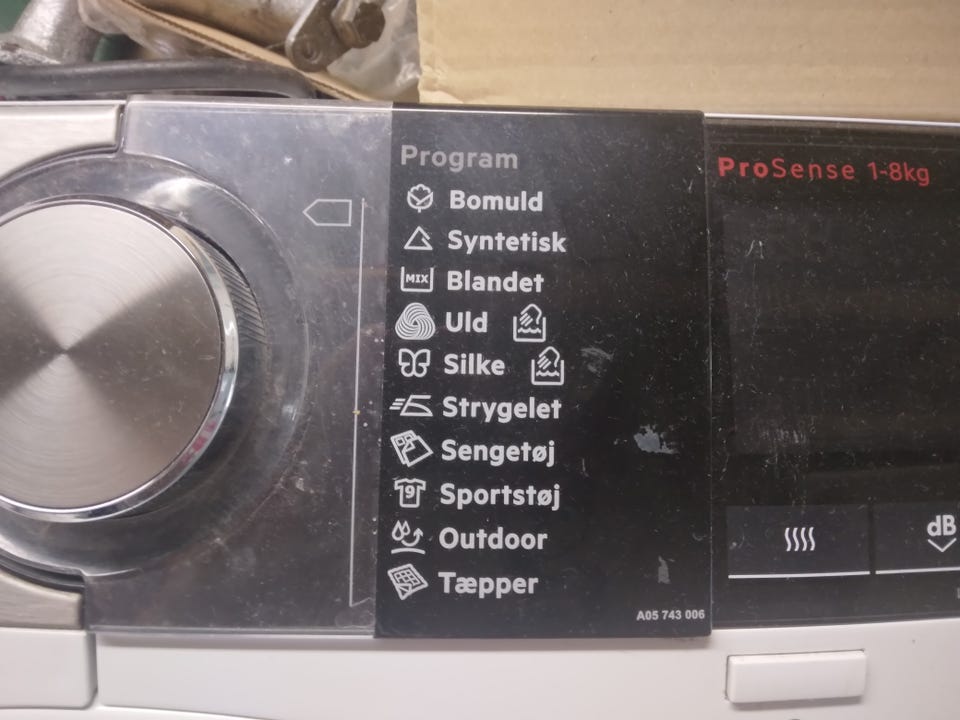 Program
Bomuld
Syntetisk
MIX Blandet
Uld
Silke
Strygelet
Sengetøj
9 Sportstøj
Outdoor
Tæpper
A05 743 006
ProSense 1-8kg
dB